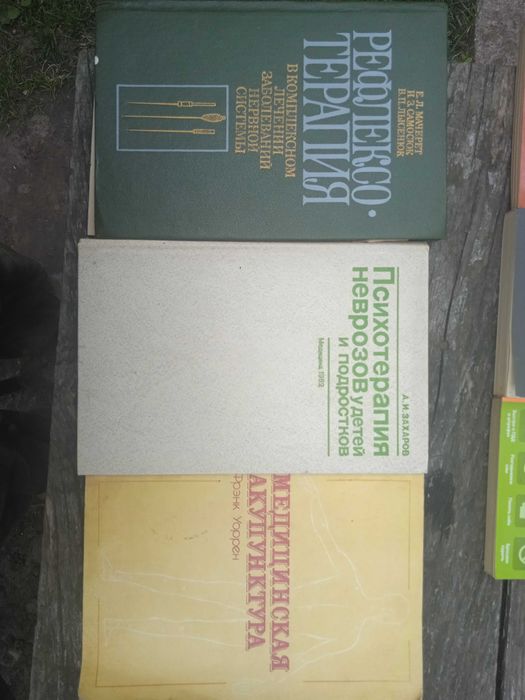 Е.Л. МАЧЕРЕТ
И.З. САМОСЮК
В.П. ЛЫСЕНЮК
РЕФЛЕКСО-
ТЕРАПИЯ
В КОМПЛЕКСНОМ
ЛЕЧЕНИИ
ЗАБОЛЕВАНИЙ
НЕРВНОЙ
СИСТЕМЫ
А.И. ЗАХАРОВ
Психотерапия
неврозов у детей
и подростков
Медицина 1982
МЕДИЦИНСКАЯ
АКУПУНКТУРА
Фрэнк Уоррен